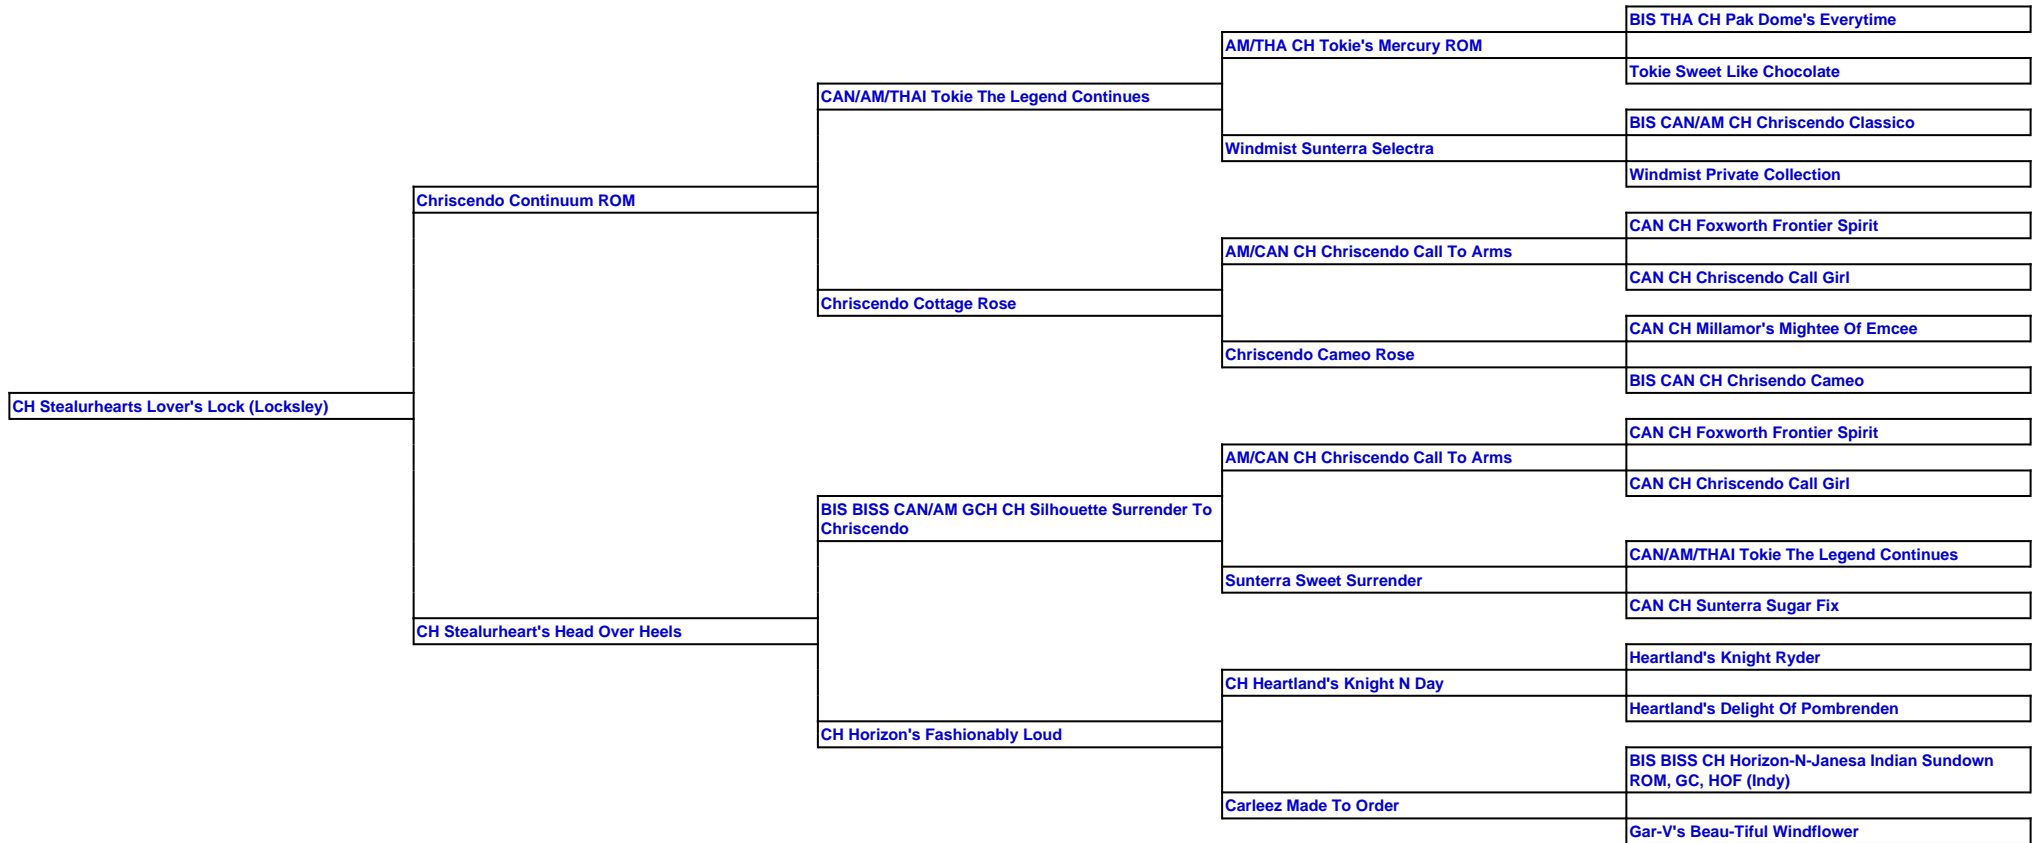 BIS THA CH Pak Dome's Everytime
AM/THA CH Tokie's Mercury ROM
Tokie Sweet Like Chocolate
CAN/AM/THAI Tokie The Legend Continues
BIS CAN/AM CH Chriscendo Classico
Windmist Sunterra Selectra
Windmist Private Collection
Chriscendo Continuum ROM
CAN CH Foxworth Frontier Spirit
AM/CAN CH Chriscendo Call To Arms
CAN CH Chriscendo Call Girl
Chriscendo Cottage Rose
CAN CH Millamor's Mightee Of Emcee
Chriscendo Cameo Rose
BIS CAN CH Chrisendo Cameo
CH Stealurhearts Lover's Lock (Locksley)
CAN CH Foxworth Frontier Spirit
AM/CAN CH Chriscendo Call To Arms
CAN CH Chriscendo Call Girl
BIS BISS CAN/AM GCH CH Silhouette Surrender To
Chriscendo
CAN/AM/THAI Tokie The Legend Continues
Sunterra Sweet Surrender
CAN CH Sunterra Sugar Fix
CH Stealurheart's Head Over Heels
Heartland's Knight Ryder
CH Heartland's Knight N Day
Heartland's Delight Of Pombrenden
CH Horizon's Fashionably Loud
BIS BISS CH Horizon-N-Janesa Indian Sundown
ROM, GC, HOF (Indy)
Carleez Made To Order
Gar-V's Beau-Tiful Windflower